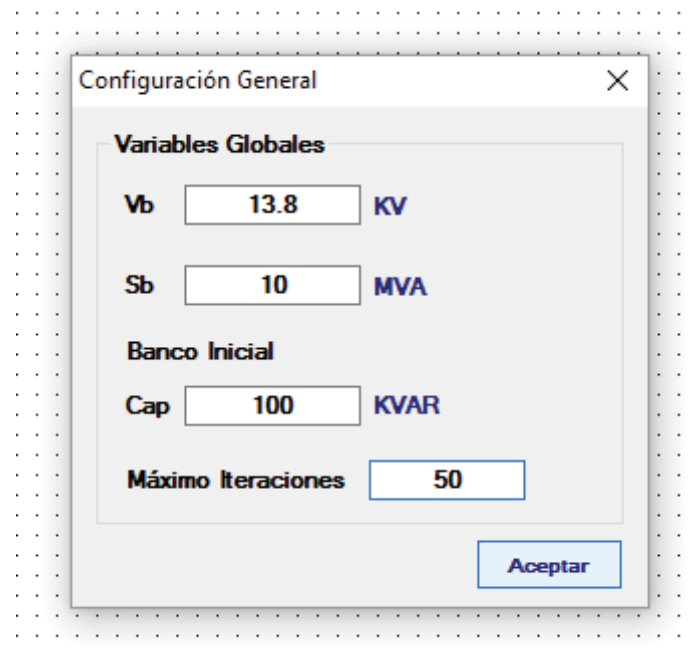 Configuración General
Variables Globales
Vb 13.8 KV
Sb 10 MVA
Banco Inicial
Cap 100 KVAR
Máximo Iteraciones 50
Aceptar